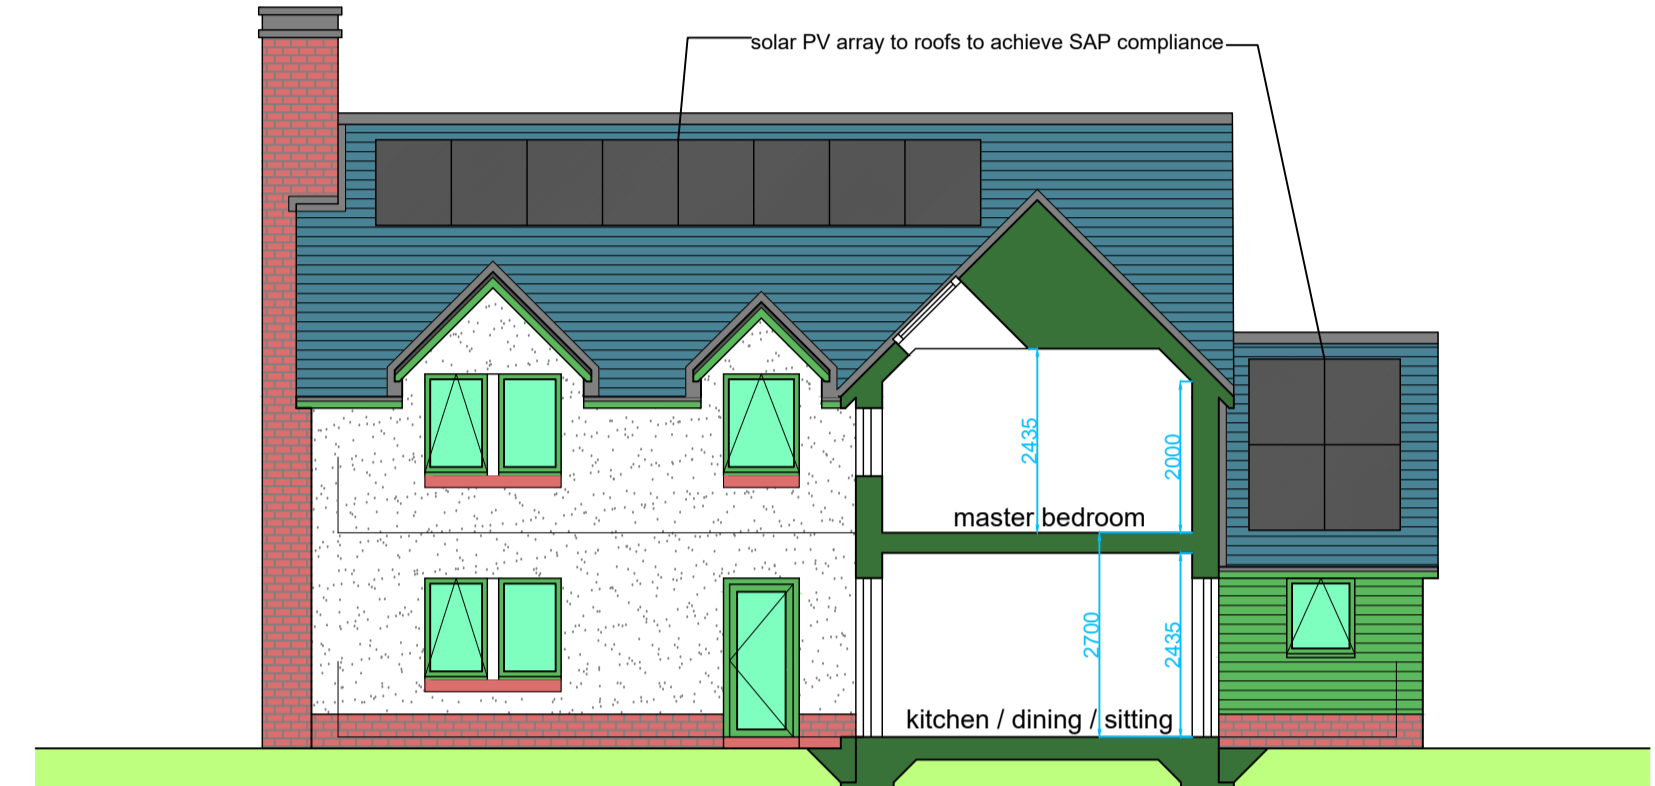 solar PV array to roofs to achieve SAP compliance
2435
2000
master bedroom
2700
2435
kitchen / dining / sitting